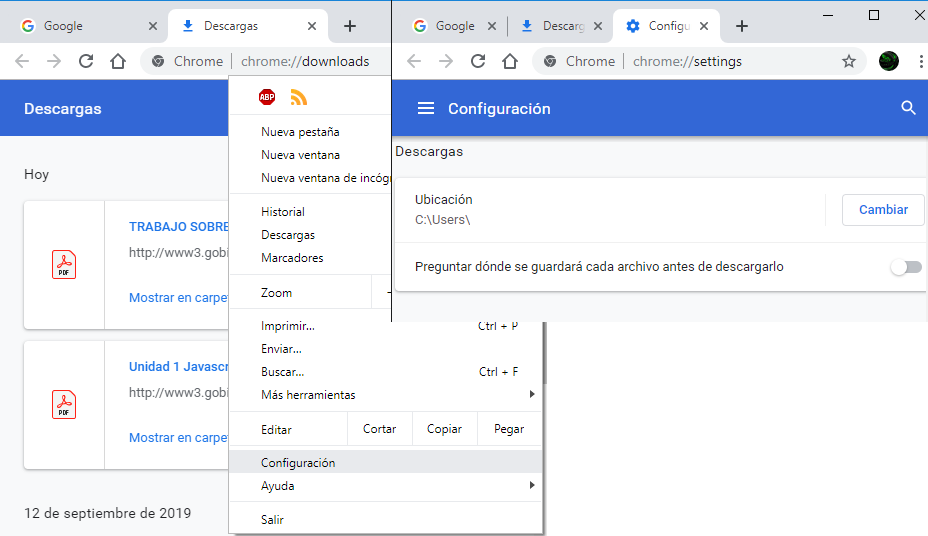 Google
Descargas
Chrome
chrome://downloads
Descargas
Hoy
TRABAJO SOBRE
http://www3.gobi
Mostrar en carpe
PDF
Unidad 1 Javascr
http://www3.gobi
Mostrar en carpe
PDF
12 de septiembre de 2019
ABP
Nueva pestaña
Nueva ventana
Nueva ventana de incóg
Historial
Descargas
Marcadores
Zoom
Imprimir... Ctrl + P
Enviar...
Buscar... Ctrl + F
Más herramientas
Editar Cortar Copiar Pegar
Configuración
Ayuda
Salir
Google
Descarg
Configu
Chrome
chrome://settings
Configuración
Descargas
Ubicación
C:\Users\
Cambiar
Preguntar dónde se guardará cada archivo antes de descargarlo